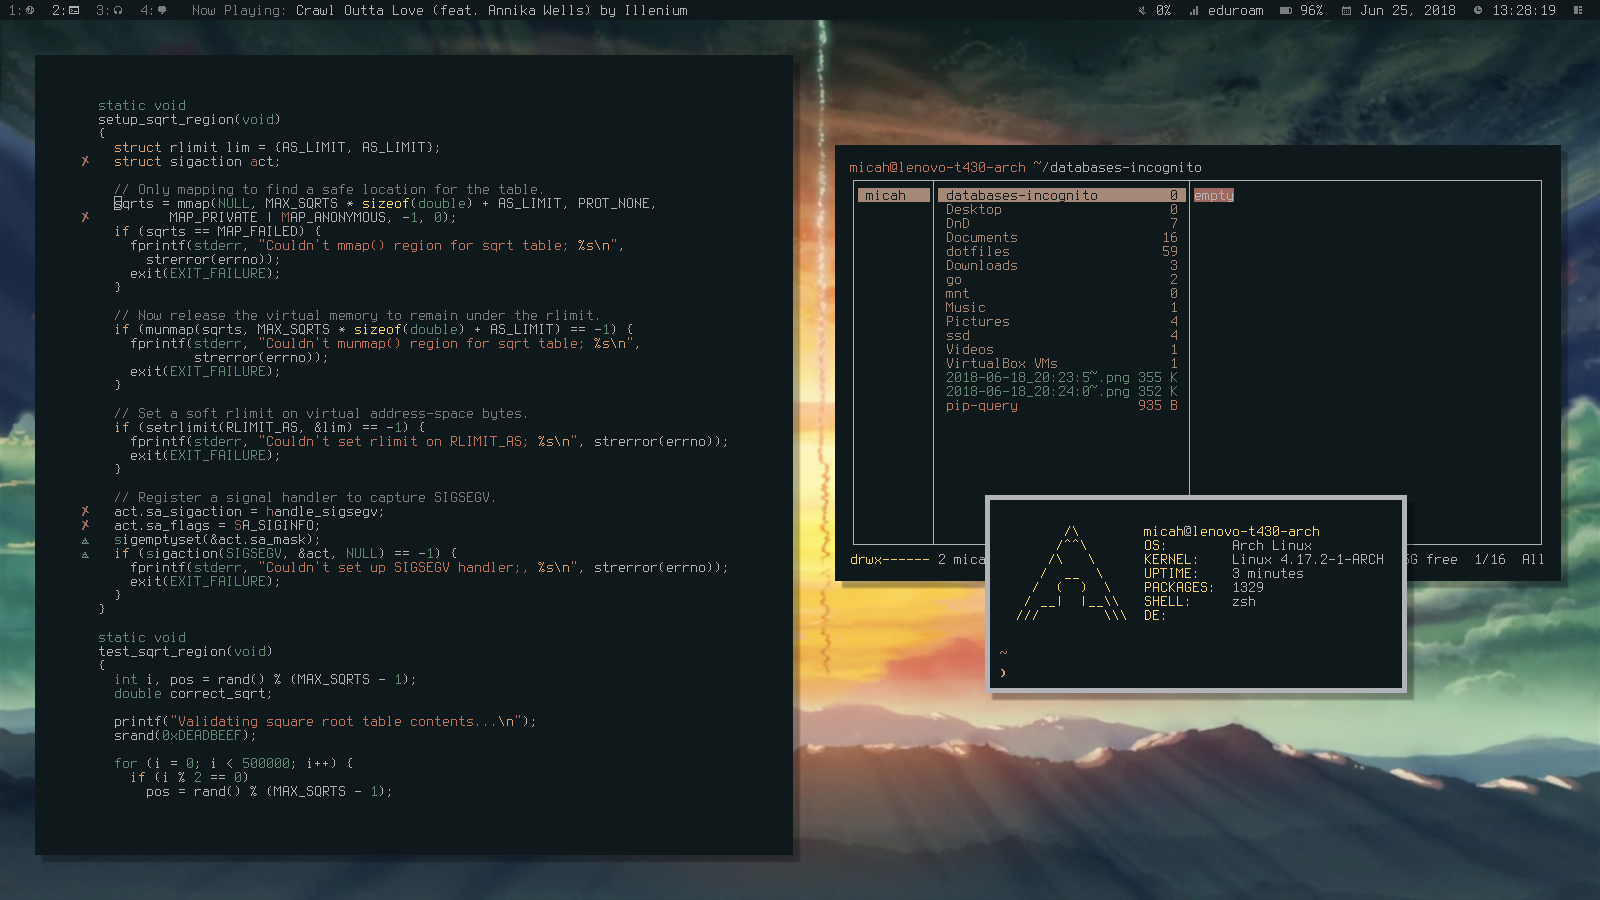 1: 2: 3: 4: Now Playing: Crawl Outta Love (feat. Annika Wells) by Illenium 0% eduroam 96% Jun 25, 2018 13:28:19
static void
setup_sqrt_region(void)
{
struct rlimit lim = {AS_LIMIT, AS_LIMIT};
✗ struct sigaction act;
// Only mapping to find a safe location for the table.
sqrts = mmap(NULL, MAX_SQRTS * sizeof(double) + AS_LIMIT, PROT_NONE,
✗ MAP_PRIVATE | MAP_ANONYMOUS, -1, 0);
if (sqrts == MAP_FAILED) {
fprintf(stderr, "Couldn't mmap() region for sqrt table; %s\n",
strerror(errno));
exit(EXIT_FAILURE);
}
// Now release the virtual memory to remain under the rlimit.
if (munmap(sqrts, MAX_SQRTS * sizeof(double) + AS_LIMIT) == -1) {
fprintf(stderr, "Couldn't munmap() region for sqrt table; %s\n",
strerror(errno));
exit(EXIT_FAILURE);
}
// Set a soft rlimit on virtual address-space bytes.
if (setrlimit(RLIMIT_AS, &lim) == -1) {
fprintf(stderr, "Couldn't set rlimit on RLIMIT_AS; %s\n", strerror(errno));
exit(EXIT_FAILURE);
}
// Register a signal handler to capture SIGSEGV.
✗ act.sa_sigaction = handle_sigsegv;
✗ act.sa_flags = SA_SIGINFO;
⚠ sigemptyset(&act.sa_mask);
⚠ if (sigaction(SIGSEGV, &act, NULL) == -1) {
fprintf(stderr, "Couldn't set up SIGSEGV handler;, %s\n", strerror(errno));
exit(EXIT_FAILURE);
}
}
static void
test_sqrt_region(void)
{
int i, pos = rand() % (MAX_SQRTS - 1);
double correct_sqrt;
printf("Validating square root table contents...\n");
srand(0xDEADBEEF);
for (i = 0; i < 500000; i++) {
if (i % 2 == 0)
pos = rand() % (MAX_SQRTS - 1);
micah@lenovo-t430-arch ~/databases-incognito
micah databases-incognito 0 empty
Desktop 0
DnD 7
Documents 16
dotfiles 59
Downloads 3
go 2
mnt 0
Music 1
Pictures 4
ssd 4
Videos 1
VirtualBox VMs 1
2018-06-18_20:23:5~.png 355 K
2018-06-18_20:24:0~.png 352 K
pip-query 935 B
drwx------ 2 mica
G free 1/16 All
micah@lenovo-t430-arch
OS: Arch Linux
KERNEL: Linux 4.17.2-1-ARCH
UPTIME: 3 minutes
PACKAGES: 1329
SHELL: zsh
DE:
~
❯